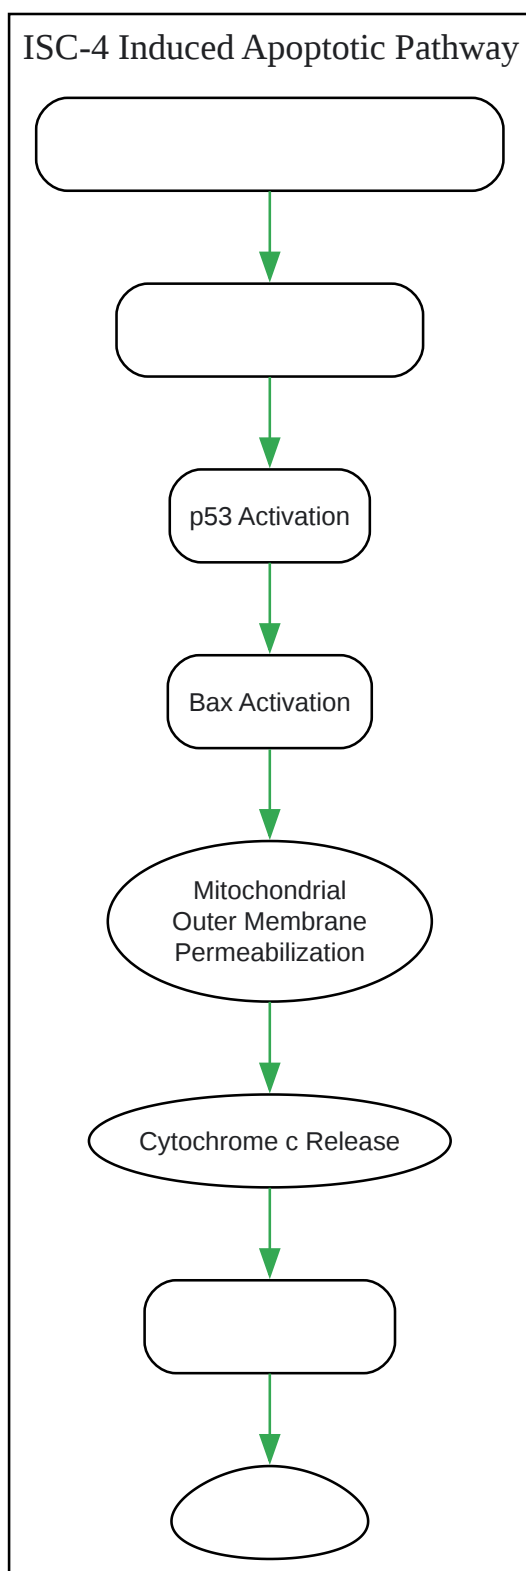 ISC-4 Induced Apoptotic Pathway
p53 Activation
Bax Activation
Mitochondrial
Outer Membrane
Permeabilization
Cytochrome c Release